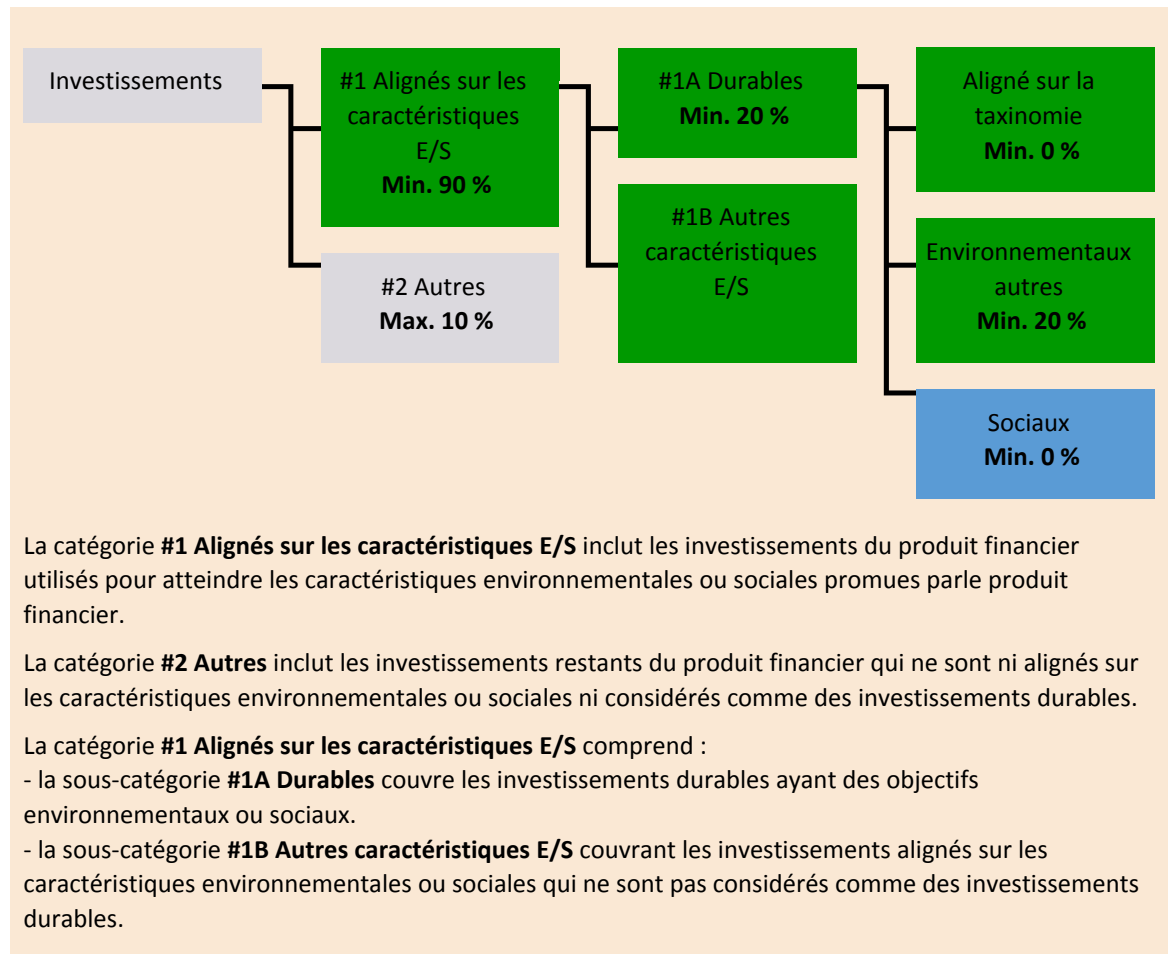 Investissements
#1 Alignés sur les
caractéristiques
E/S
Min. 90 %
#2 Autres
Max. 10 %
#1A Durables
Min. 20 %
#1B Autres
caractéristiques
E/S
Aligné sur la
taxinomie
Min. 0 %
Environnementaux
autres
Min. 20 %
Sociaux
Min. 0 %
La catégorie #1 Alignés sur les caractéristiques E/S inclut les investissements du produit financier
utilisés pour atteindre les caractéristiques environnementales ou sociales promues parle produit
financier.
La catégorie #2 Autres inclut les investissements restants du produit financier qui ne sont ni alignés sur
les caractéristiques environnementales ou sociales ni considérés comme des investissements durables.
La catégorie #1 Alignés sur les caractéristiques E/S comprend :
- la sous-catégorie #1A Durables couvre les investissements durables ayant des objectifs
environnementaux ou sociaux.
- la sous-catégorie #1B Autres caractéristiques E/S couvrant les investissements alignés sur les
caractéristiques environnementales ou sociales qui ne sont pas considérés comme des investissements
durables.